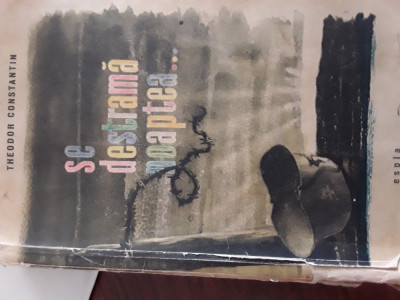 THEODOR CONSTANTIN
se
destramă
noaptea...
espla